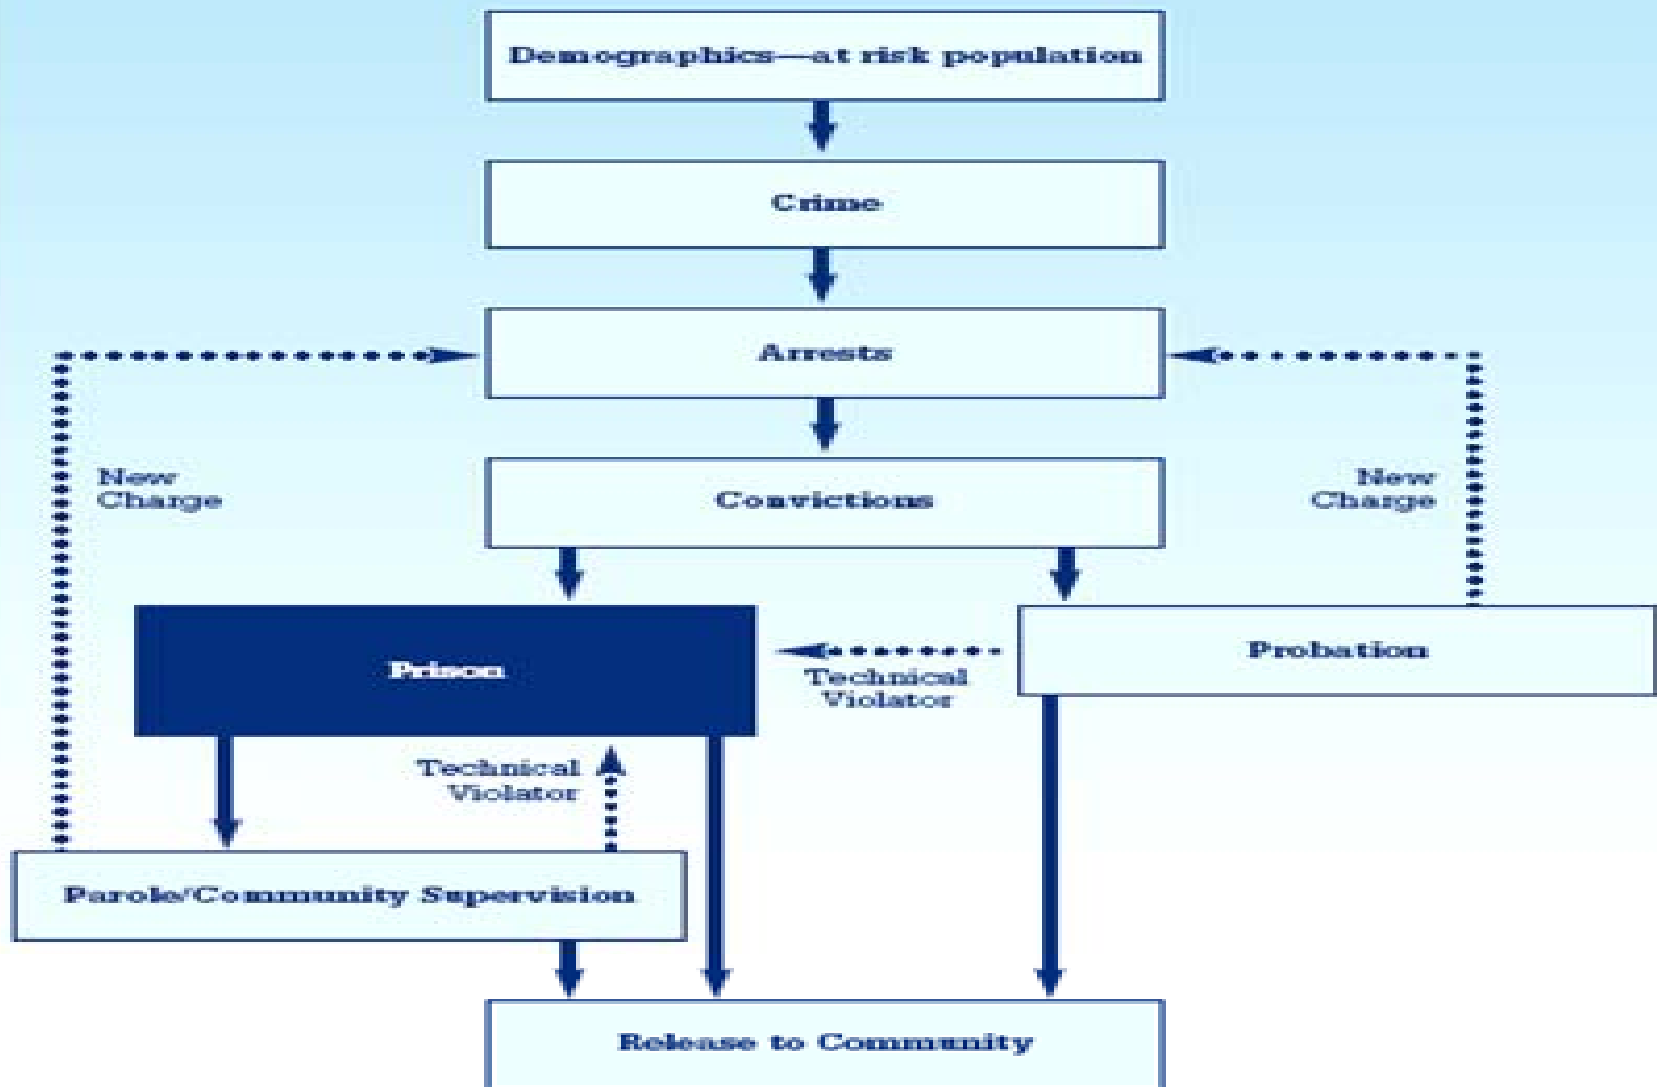 Demographics—at risk population
Crime
Arrests
New
Charge
New
Charge
Convictions
Prison
Probation
Technical
Violator
Technical
Violator
Parole/Community Supervision
Release to Community